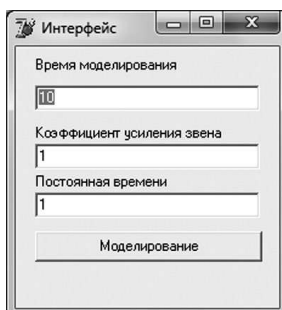 Интерфейс
Время моделирования
10
Коэффициент усиления звена
1
Постоянная времени
1
Моделирование